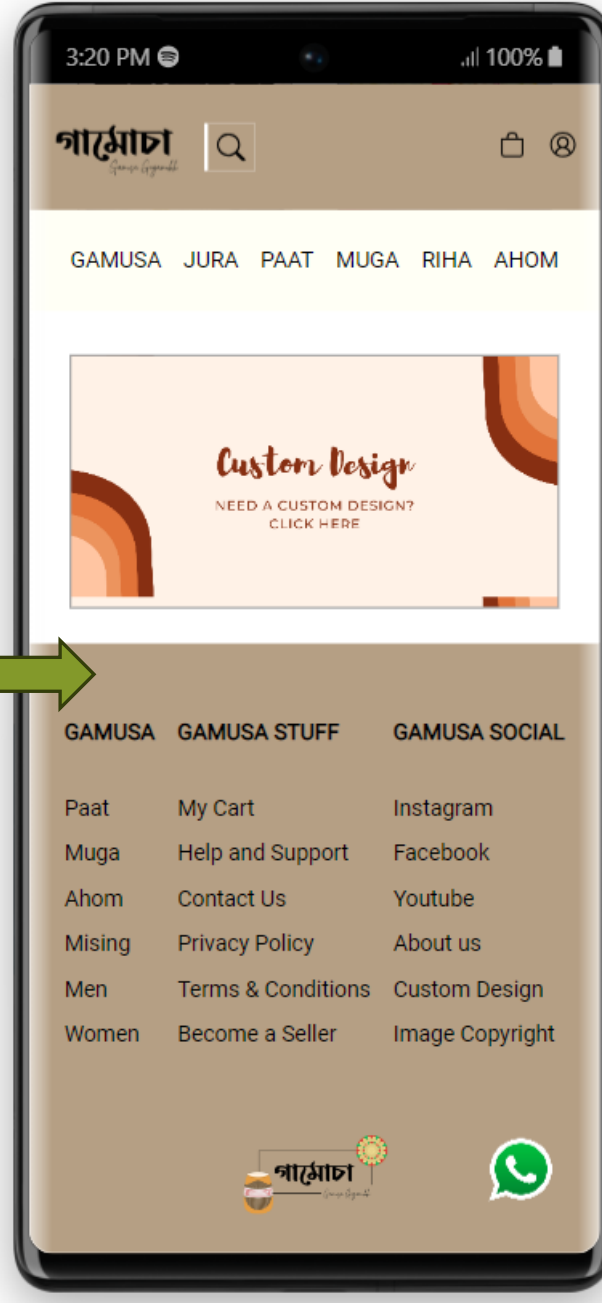 3:20 PM 100%
গামোচা
GAMUSA JURA PAAT MUGA RIHA AHOM
Custom Design
NEED A CUSTOM DESIGN?
CLICK HERE
GAMUSA GAMUSA STUFF GAMUSA SOCIAL
Paat My Cart Instagram
Muga Help and Support Facebook
Ahom Contact Us Youtube
Mising Privacy Policy About us
Men Terms & Conditions Custom Design
Women Become a Seller Image Copyright
গামোচা